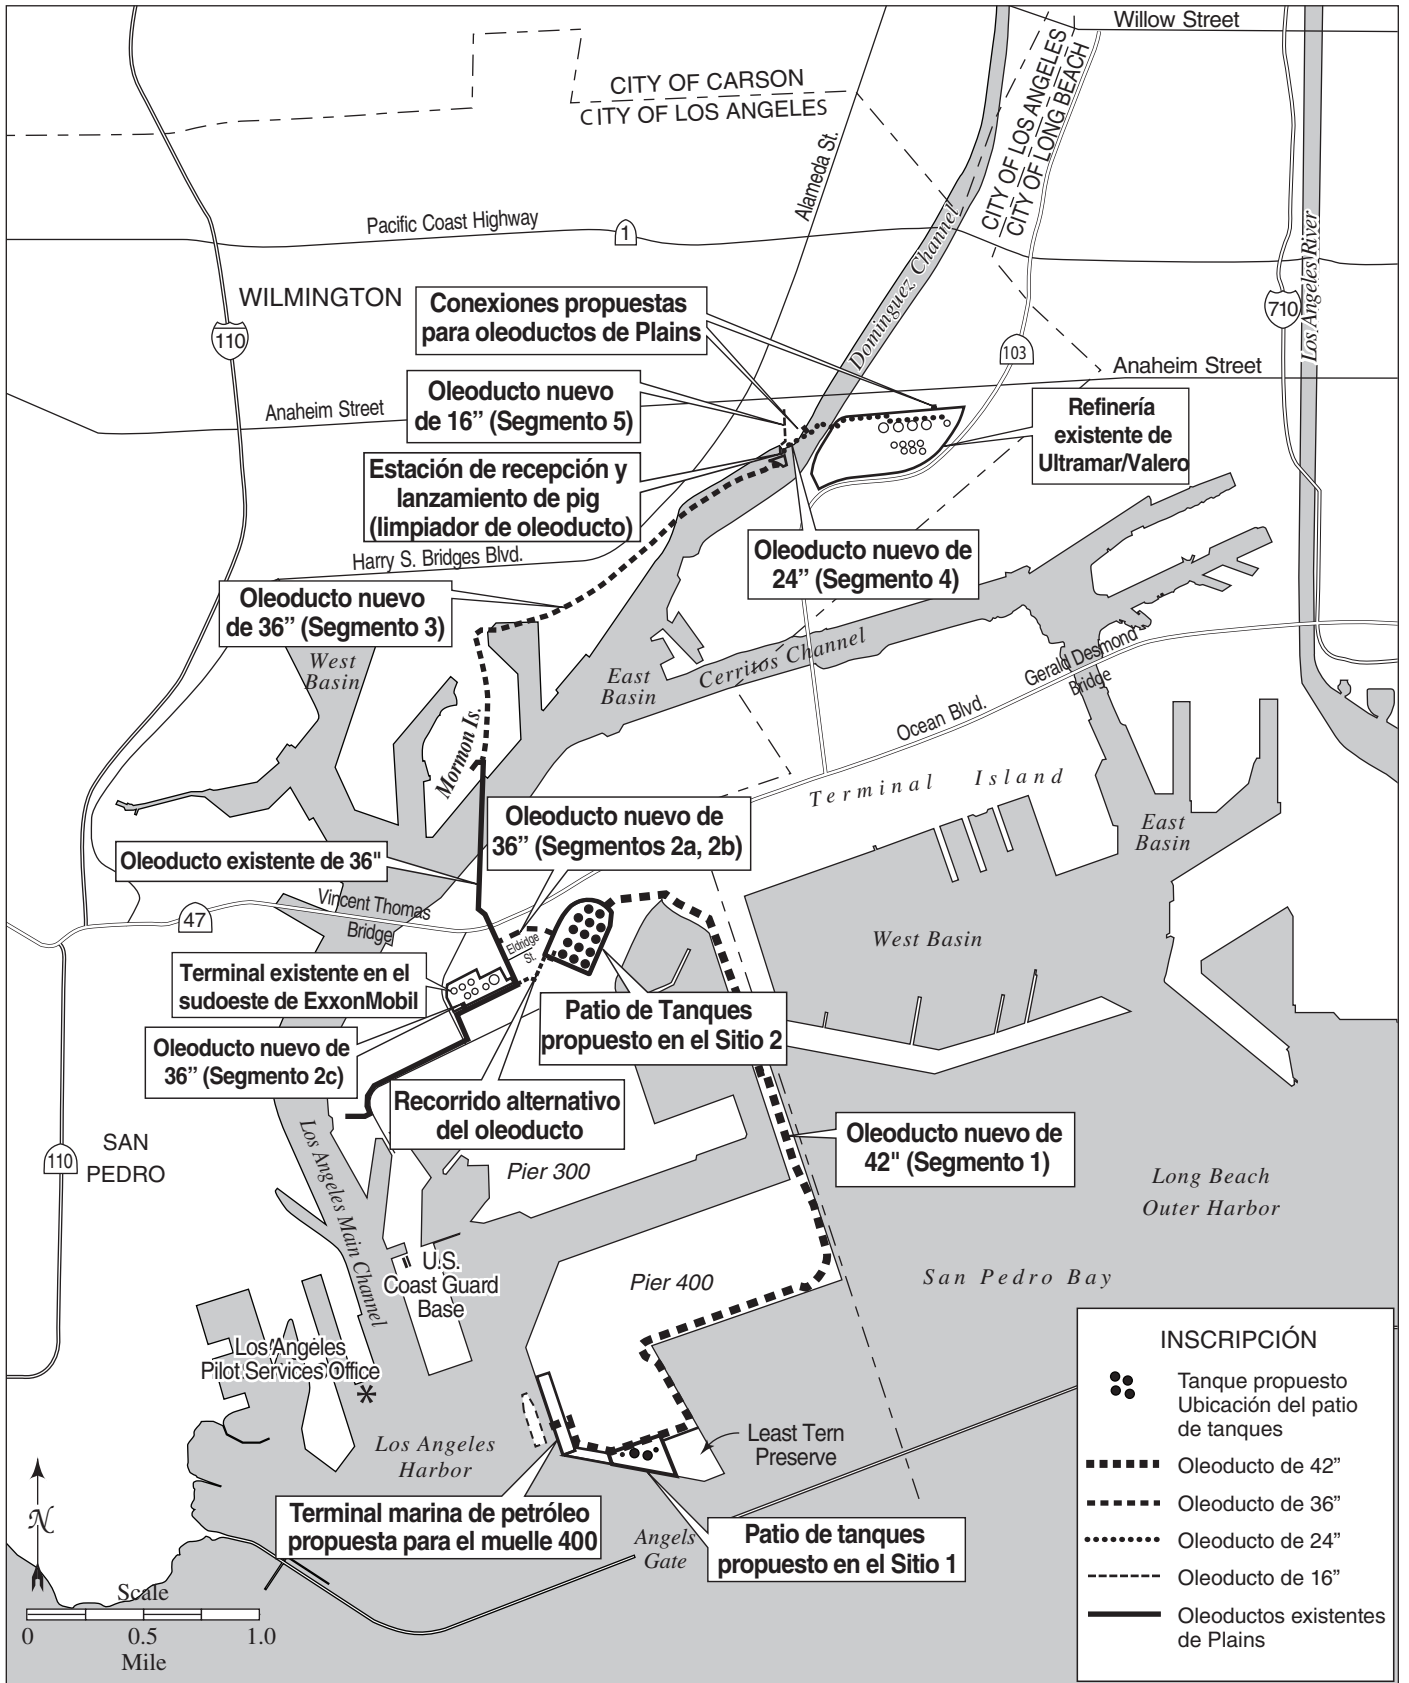 Willow Street
CITY OF CARSON
CITY OF LOS ANGELES
CITY OF LOS ANGELES
CITY OF LONG BEACH
Alameda St.
Pacific Coast Highway
1
Dominguez Channel
Los Angeles River
WILMINGTON
110
710
103
Conexiones propuestas
para oleoductos de Plains
Anaheim Street
Anaheim Street
Oleoducto nuevo
de 16” (Segmento 5)
Refinería
existente de
Ultramar/Valero
Estación de recepción y
lanzamiento de pig
(limpiador de oleoducto)
Oleoducto nuevo de
24” (Segmento 4)
Harry S. Bridges Blvd.
Oleoducto nuevo
de 36” (Segmento 3)
West
Basin
East
Basin
Cerritos Channel
Gerald Desmond
Bridge
Ocean Blvd.
Mormon Is.
Terminal Island
Oleoducto nuevo de
36” (Segmentos 2a, 2b)
East
Basin
Oleoducto existente de 36"
47
Vincent Thomas
Bridge
Eldridge
St.
West Basin
Terminal existente en el
sudoeste de ExxonMobil
Patio de Tanques
propuesto en el Sitio 2
Oleoducto nuevo de
36” (Segmento 2c)
Recorrido alternativo
del oleoducto
Oleoducto nuevo de
42" (Segmento 1)
SAN
PEDRO
110
Los Angeles Main Channel
Pier 300
Long Beach
Outer Harbor
U.S.
Coast Guard
Base
Pier 400
San Pedro Bay
Los Angeles
Pilot Services Office
*
Los Angeles
Harbor
Least Tern
Preserve
Terminal marina de petróleo
propuesta para el muelle 400
Angels
Gate
Patio de tanques
propuesto en el Sitio 1
N
Scale
0 0.5 1.0
Mile
INSCRIPCIÓN
Tanque propuesto
Ubicación del patio
de tanques
Oleoducto de 42”
Oleoducto de 36”
Oleoducto de 24”
Oleoducto de 16”
Oleoductos existentes
de Plains